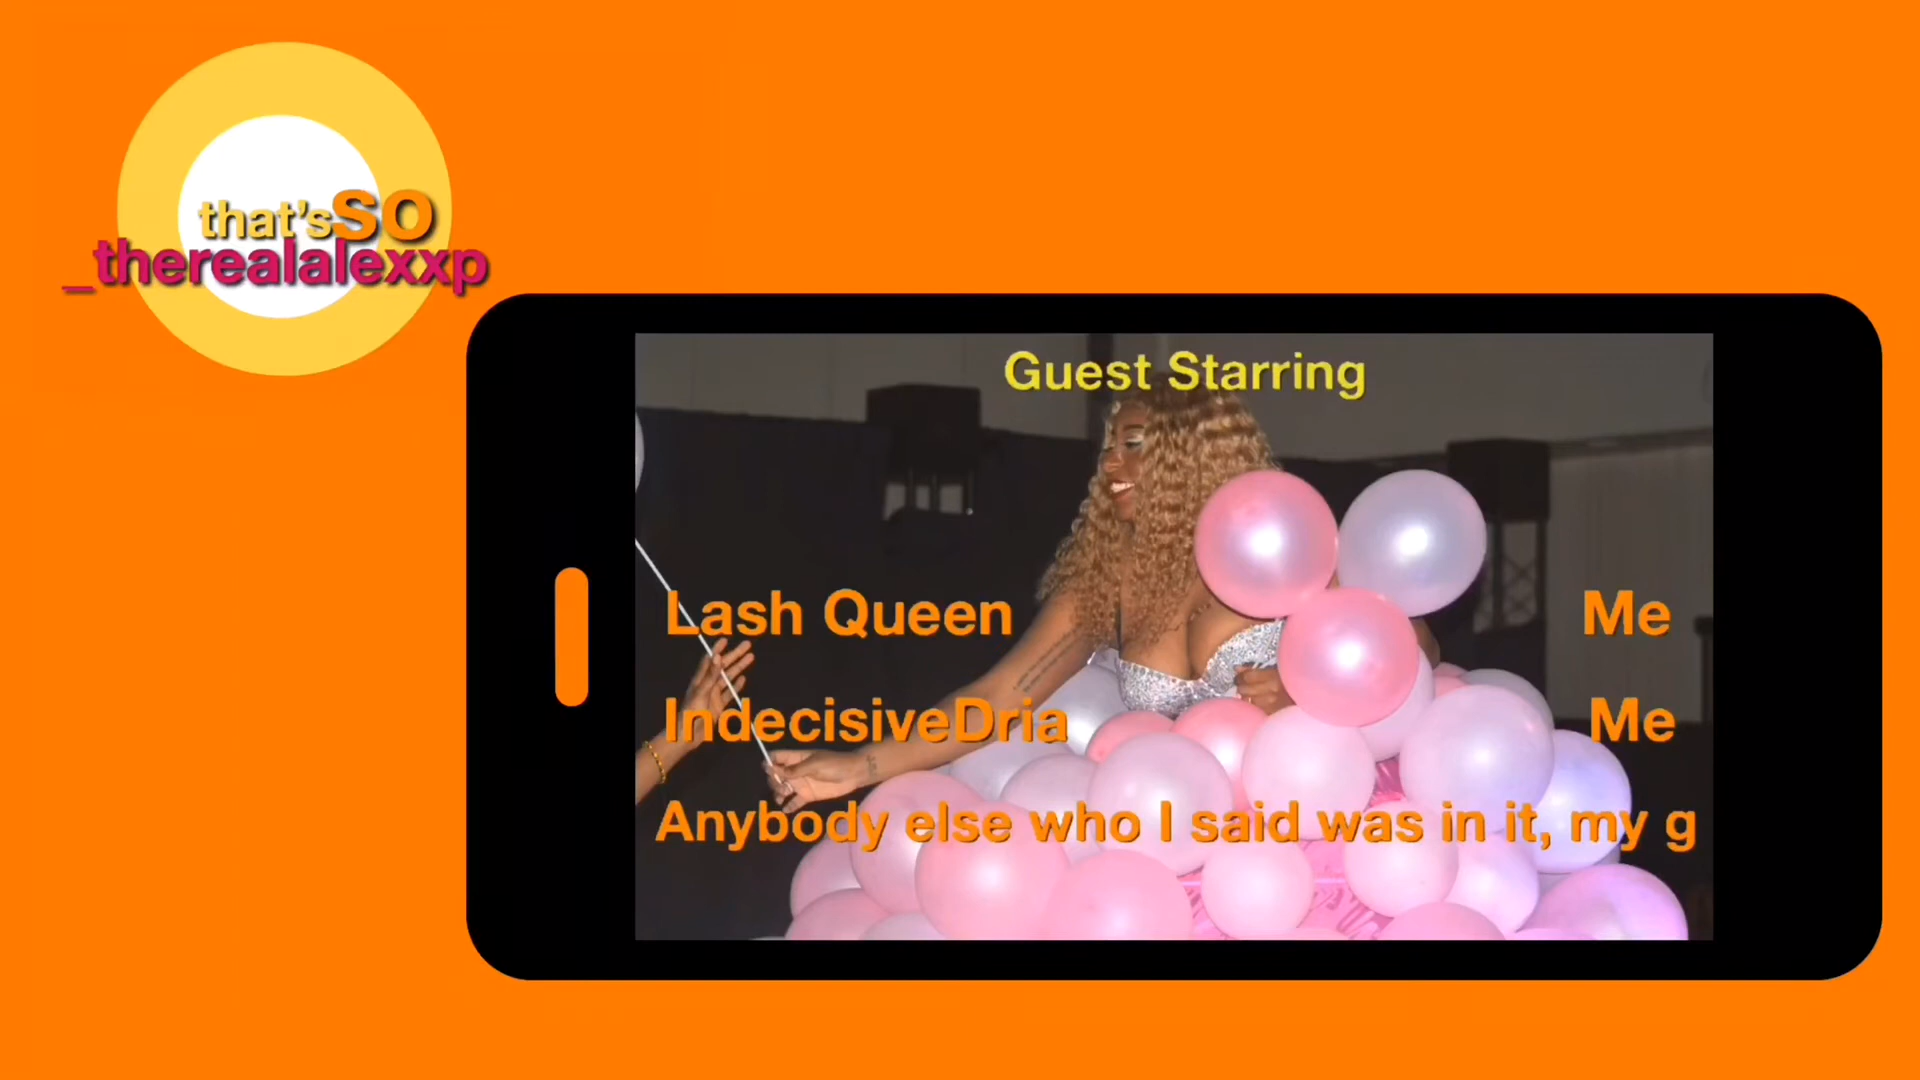 that's so
_therealalexxp
Guest Starring
Lash Queen Me
IndecisiveDria Me
Anybody else who I said was in it, my g